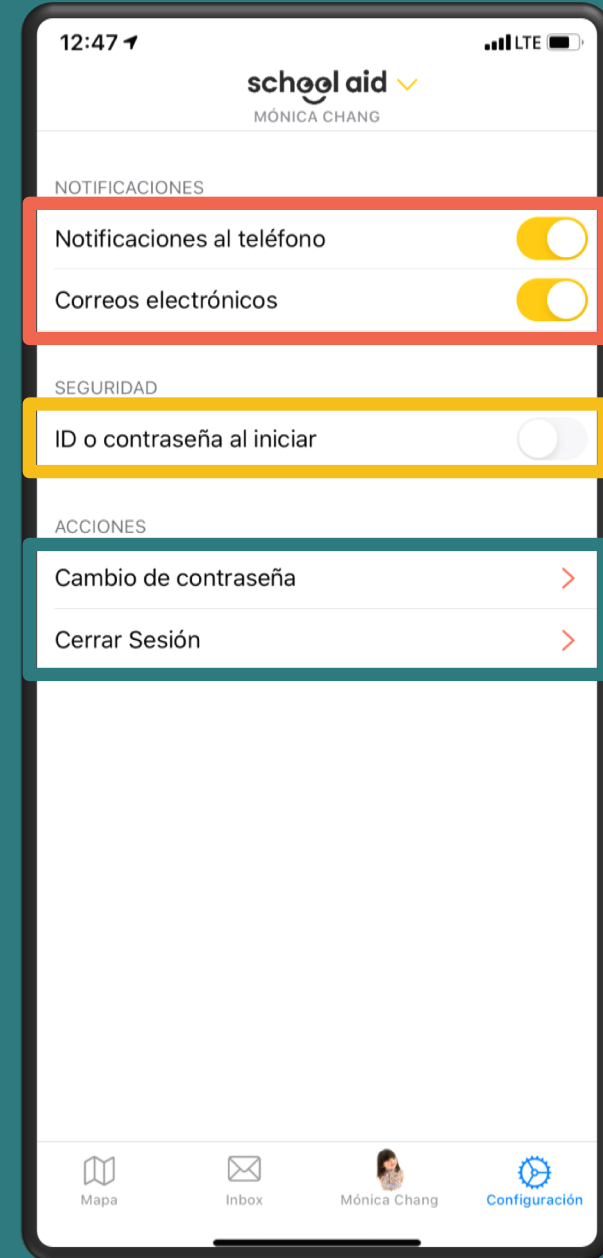 12:47 LTE
school aid
MÓNICA CHANG
NOTIFICACIONES
Notificaciones al teléfono
Correos electrónicos
SEGURIDAD
ID o contraseña al iniciar
ACCIONES
Cambio de contraseña
Cerrar Sesión
Mapa Inbox Mónica Chang Configuración